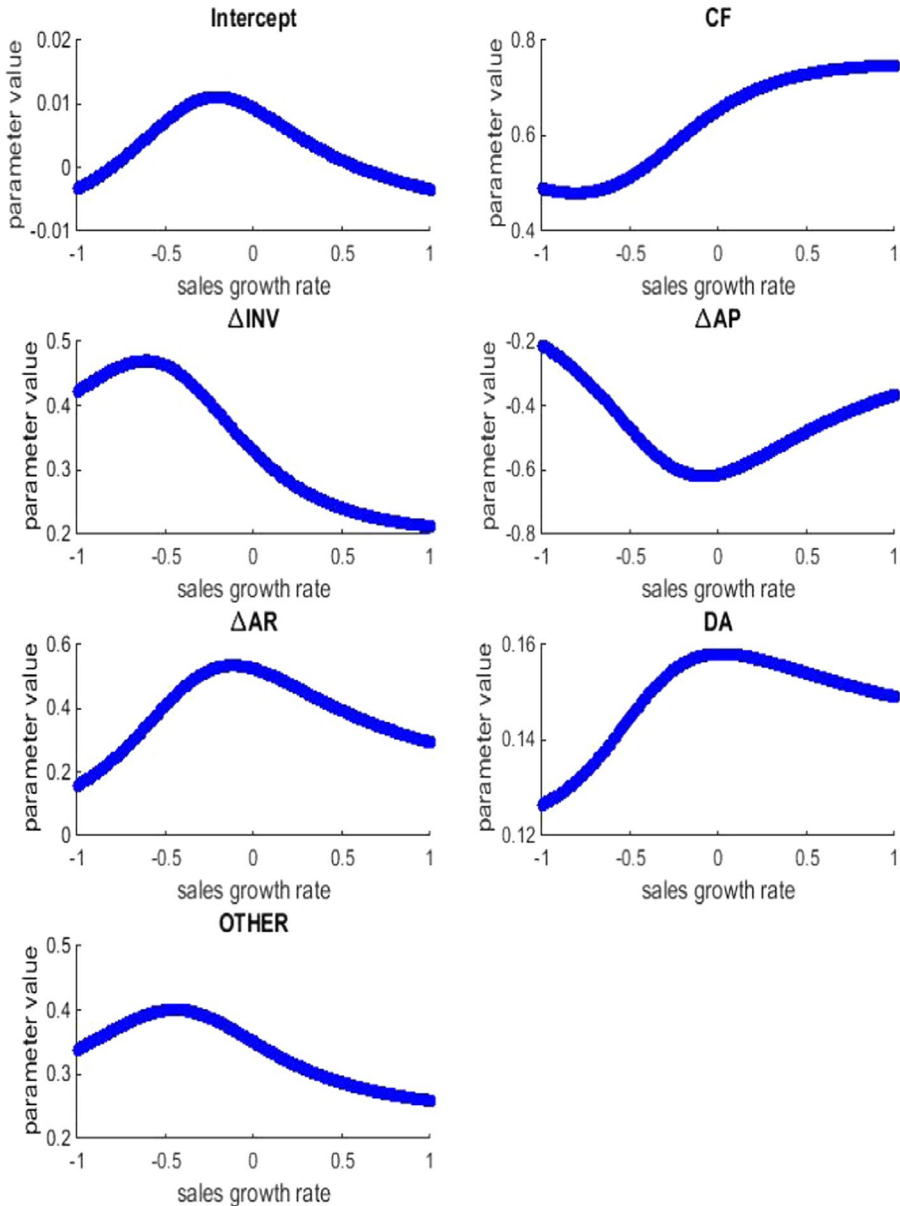 Intercept
parameter value
0.02
0.01
0
-0.01
-1
-0.5
0
0.5
1
sales growth rate
CF
parameter value
0.8
0.6
0.4
-1
-0.5
0
0.5
1
sales growth rate
ΔINV
parameter value
0.5
0.4
0.3
0.2
-1
-0.5
0
0.5
1
sales growth rate
ΔAP
parameter value
-0.2
-0.4
-0.6
-0.8
-1
-0.5
0
0.5
1
sales growth rate
ΔAR
parameter value
0.6
0.4
0.2
0
-1
-0.5
0
0.5
1
sales growth rate
DA
parameter value
0.16
0.14
0.12
-1
-0.5
0
0.5
1
sales growth rate
OTHER
parameter value
0.5
0.4
0.3
0.2
-1
-0.5
0
0.5
1
sales growth rate